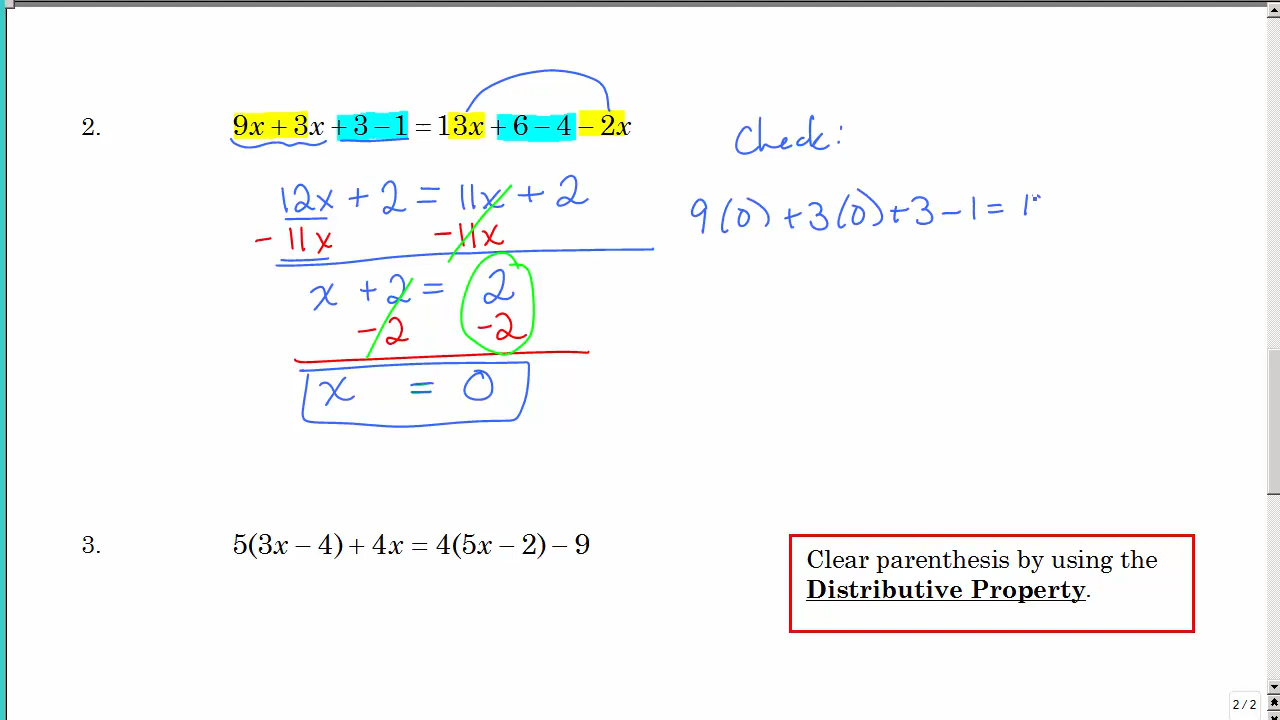 2. 9x + 3x + 3 − 1 = 13x + 6 − 4 − 2x
12x + 2 = 11x + 2
− 11x − 11x
x + 2 = 2
− 2 − 2
x = 0
Check:
9(0) + 3(0) + 3 − 1 = 1
3. 5(3x − 4) + 4x = 4(5x − 2) − 9
Clear parenthesis by using the
Distributive Property.
2 / 2